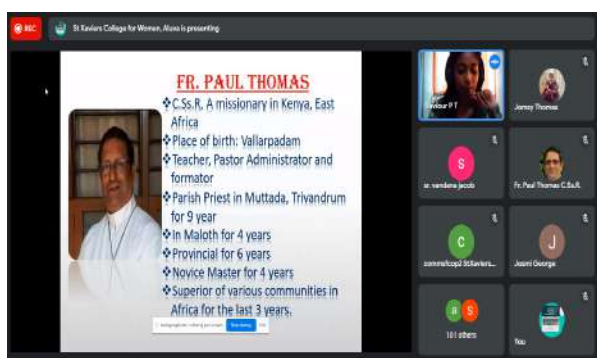 REC
St Xaviers College for Women, Aluva is presenting
FR. PAUL THOMAS
❖C.Ss.R, A missionary in Kenya, East
Africa
❖Place of birth: Vallarpadam
❖Teacher, Pastor Administrator and
formator
❖Parish Priest in Muttada, Trivandrum
for 9 year
❖In Maloth for 4 years
❖Provincial for 6 years
❖Novice Master for 4 years
❖Superior of various communities in
Africa for the last 3 years.
Saviour P T
Thomas
S
sr. vandana jacob
Fr. Paul Thomas C.Ss.R.
C
J
Josmi George
a S
101 others
You